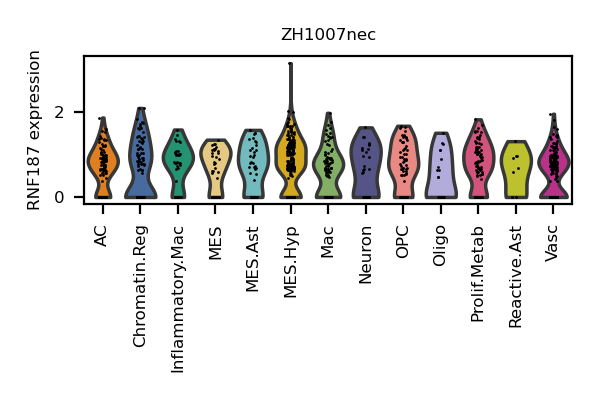 ZH1007nec
RNF187 expression
2
0
AC
Chromatin.Reg
Inflammatory.Mac
MES
MES.Ast
MES.Hyp
Mac
Neuron
OPC
Oligo
Prolif.Metab
Reactive.Ast
Vasc